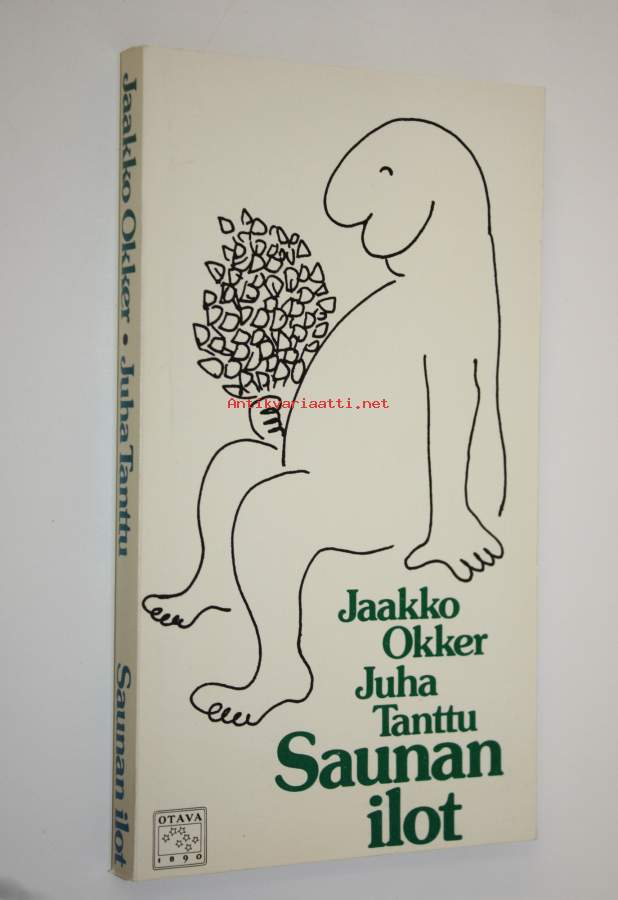 Jaakko Okker • Juha Tanttu Saunan ilot
Antikvariaatti.net
Jaakko
Okker
Juha
Tanttu
Saunan
ilot
OTAVA
1890